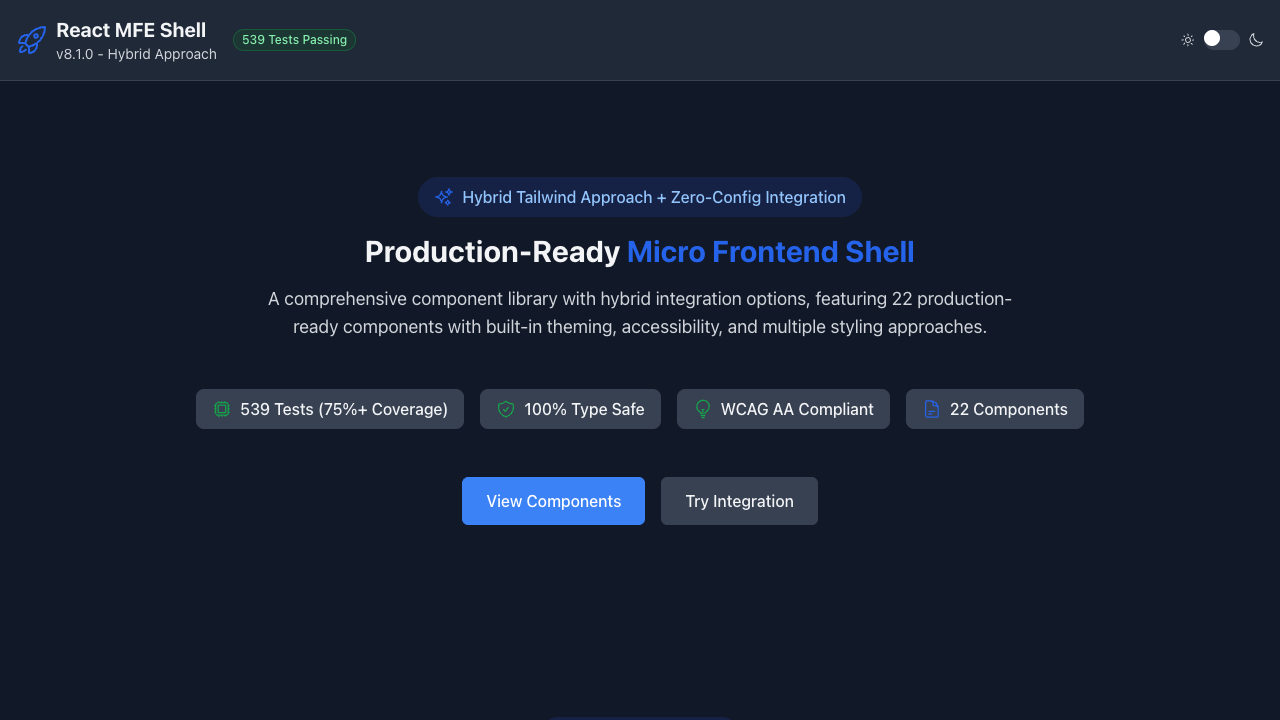 React MFE Shell
v8.1.0 - Hybrid Approach
539 Tests Passing
Hybrid Tailwind Approach + Zero-Config Integration
Production-Ready Micro Frontend Shell
A comprehensive component library with hybrid integration options, featuring 22 production-
ready components with built-in theming, accessibility, and multiple styling approaches.
539 Tests (75%+ Coverage)
100% Type Safe
WCAG AA Compliant
22 Components
View Components
Try Integration